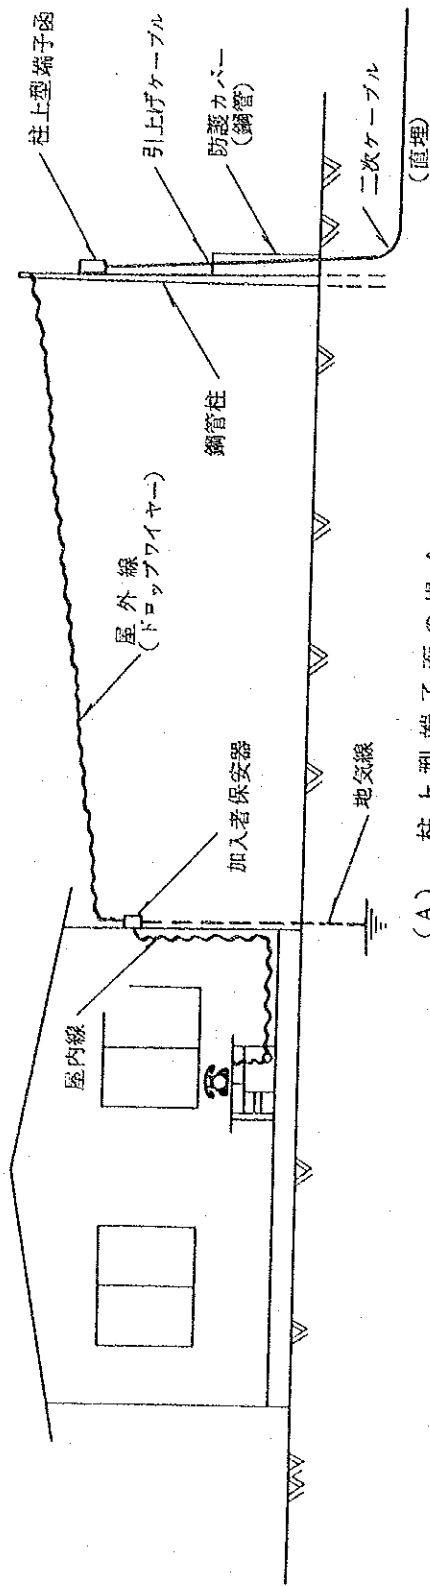 柱上型端子函
引上げケーブル
防護カバー
(鋼管)
二次ケーブル
(直埋)
鋼管柱
屋外線
(ドロップワイヤー)
加入者保安器
地気線
屋内線
(A) 柱上型端子函の場合